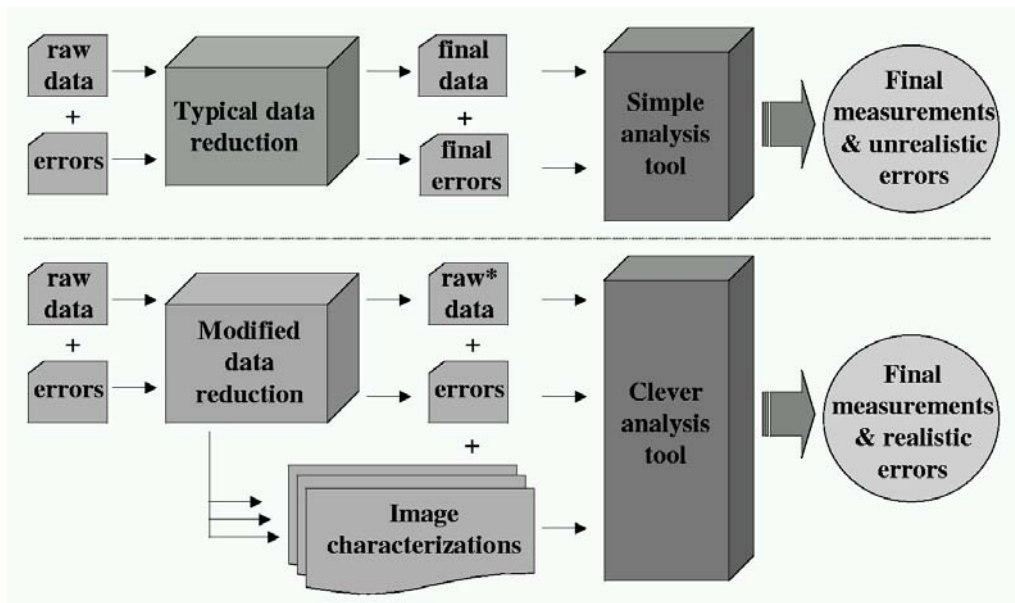 raw
data
+
errors
Typical data
reduction
final
data
+
final
errors
Simple
analysis
tool
Final
measurements
& unrealistic
errors
raw
data
+
errors
Modified
data
reduction
raw*
data
+
errors
+
Image
characterizations
Clever
analysis
tool
Final
measurements
& realistic
errors